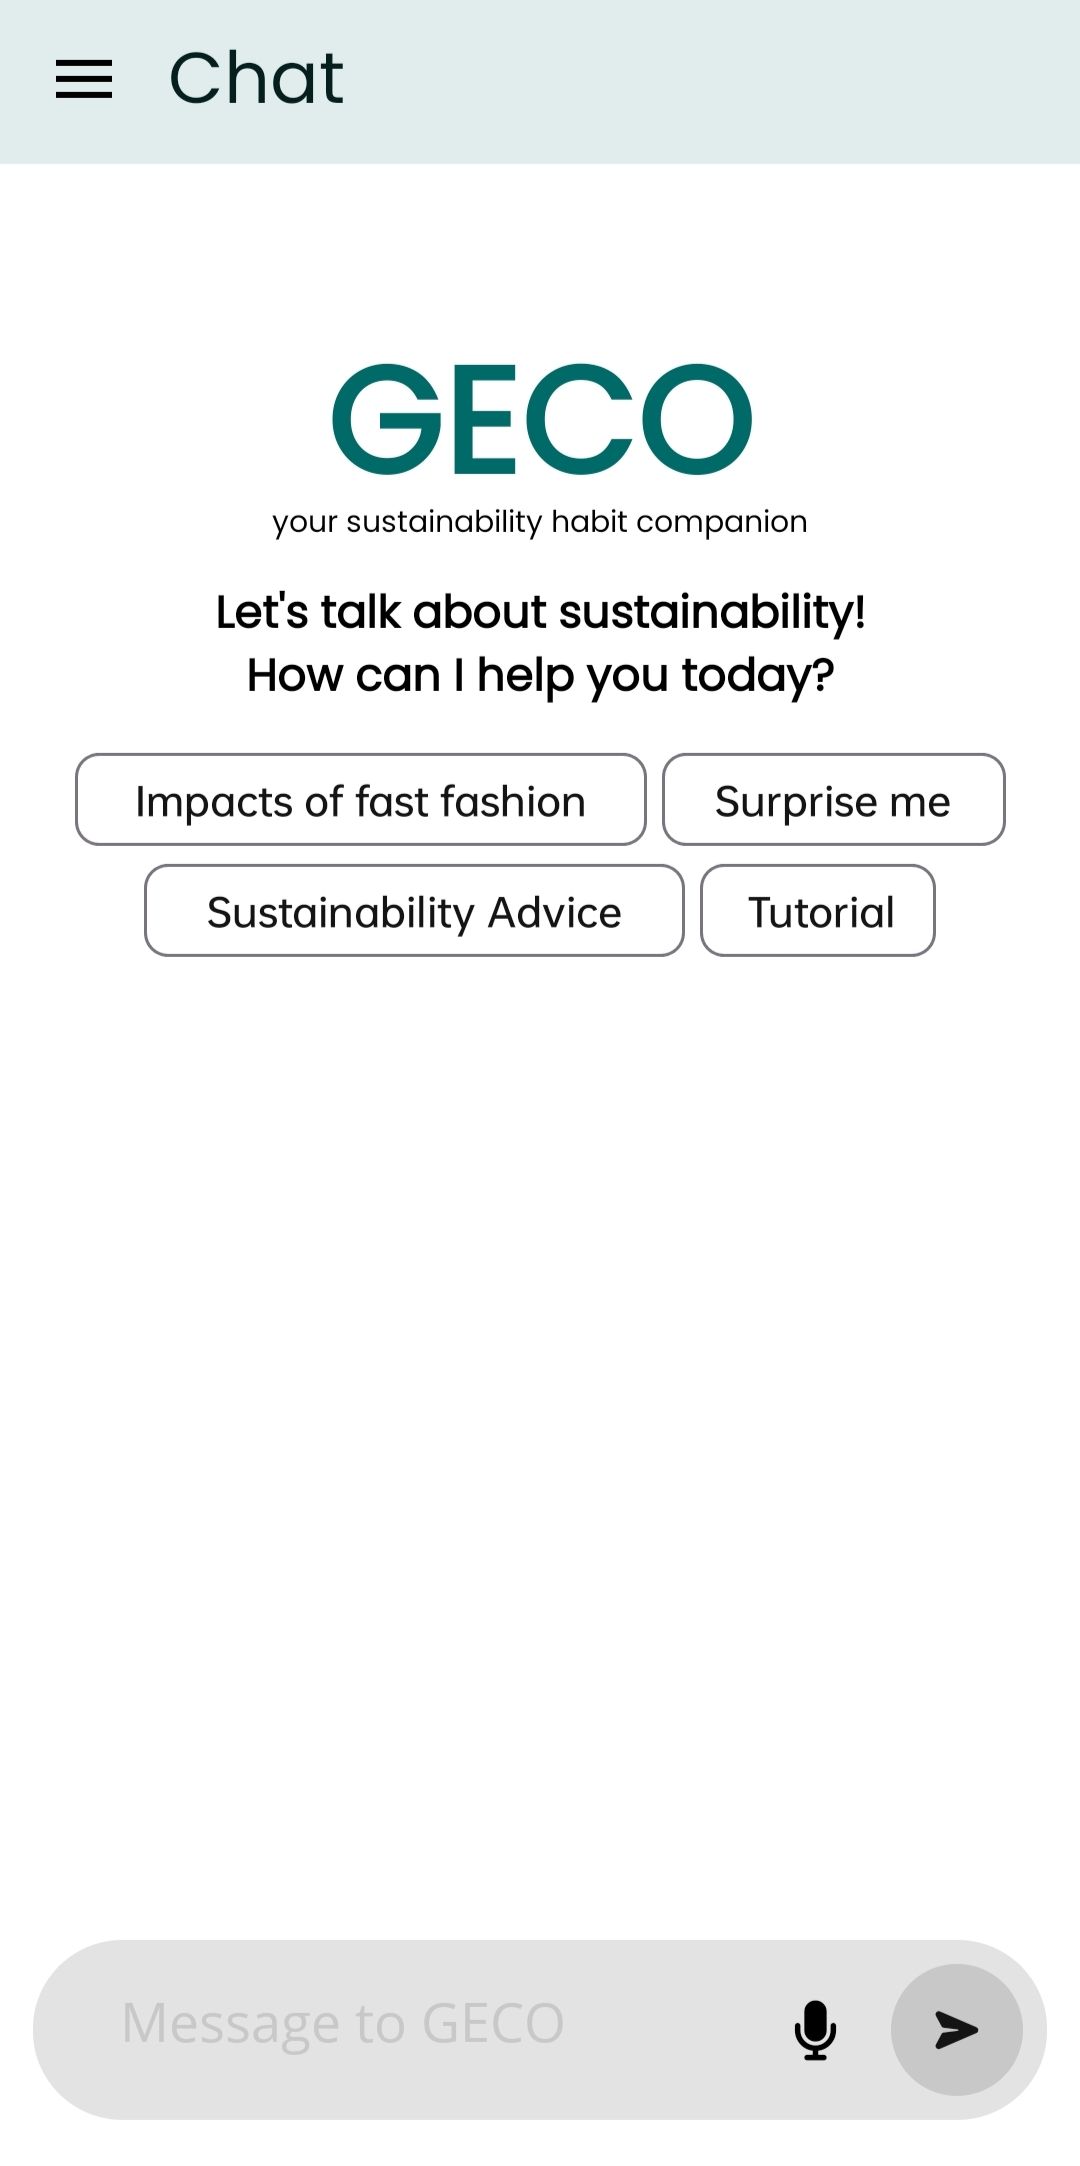 Chat
GECO
your sustainability habit companion
Let's talk about sustainability!
How can I help you today?
Impacts of fast fashion
Surprise me
Sustainability Advice
Tutorial
Message to GECO